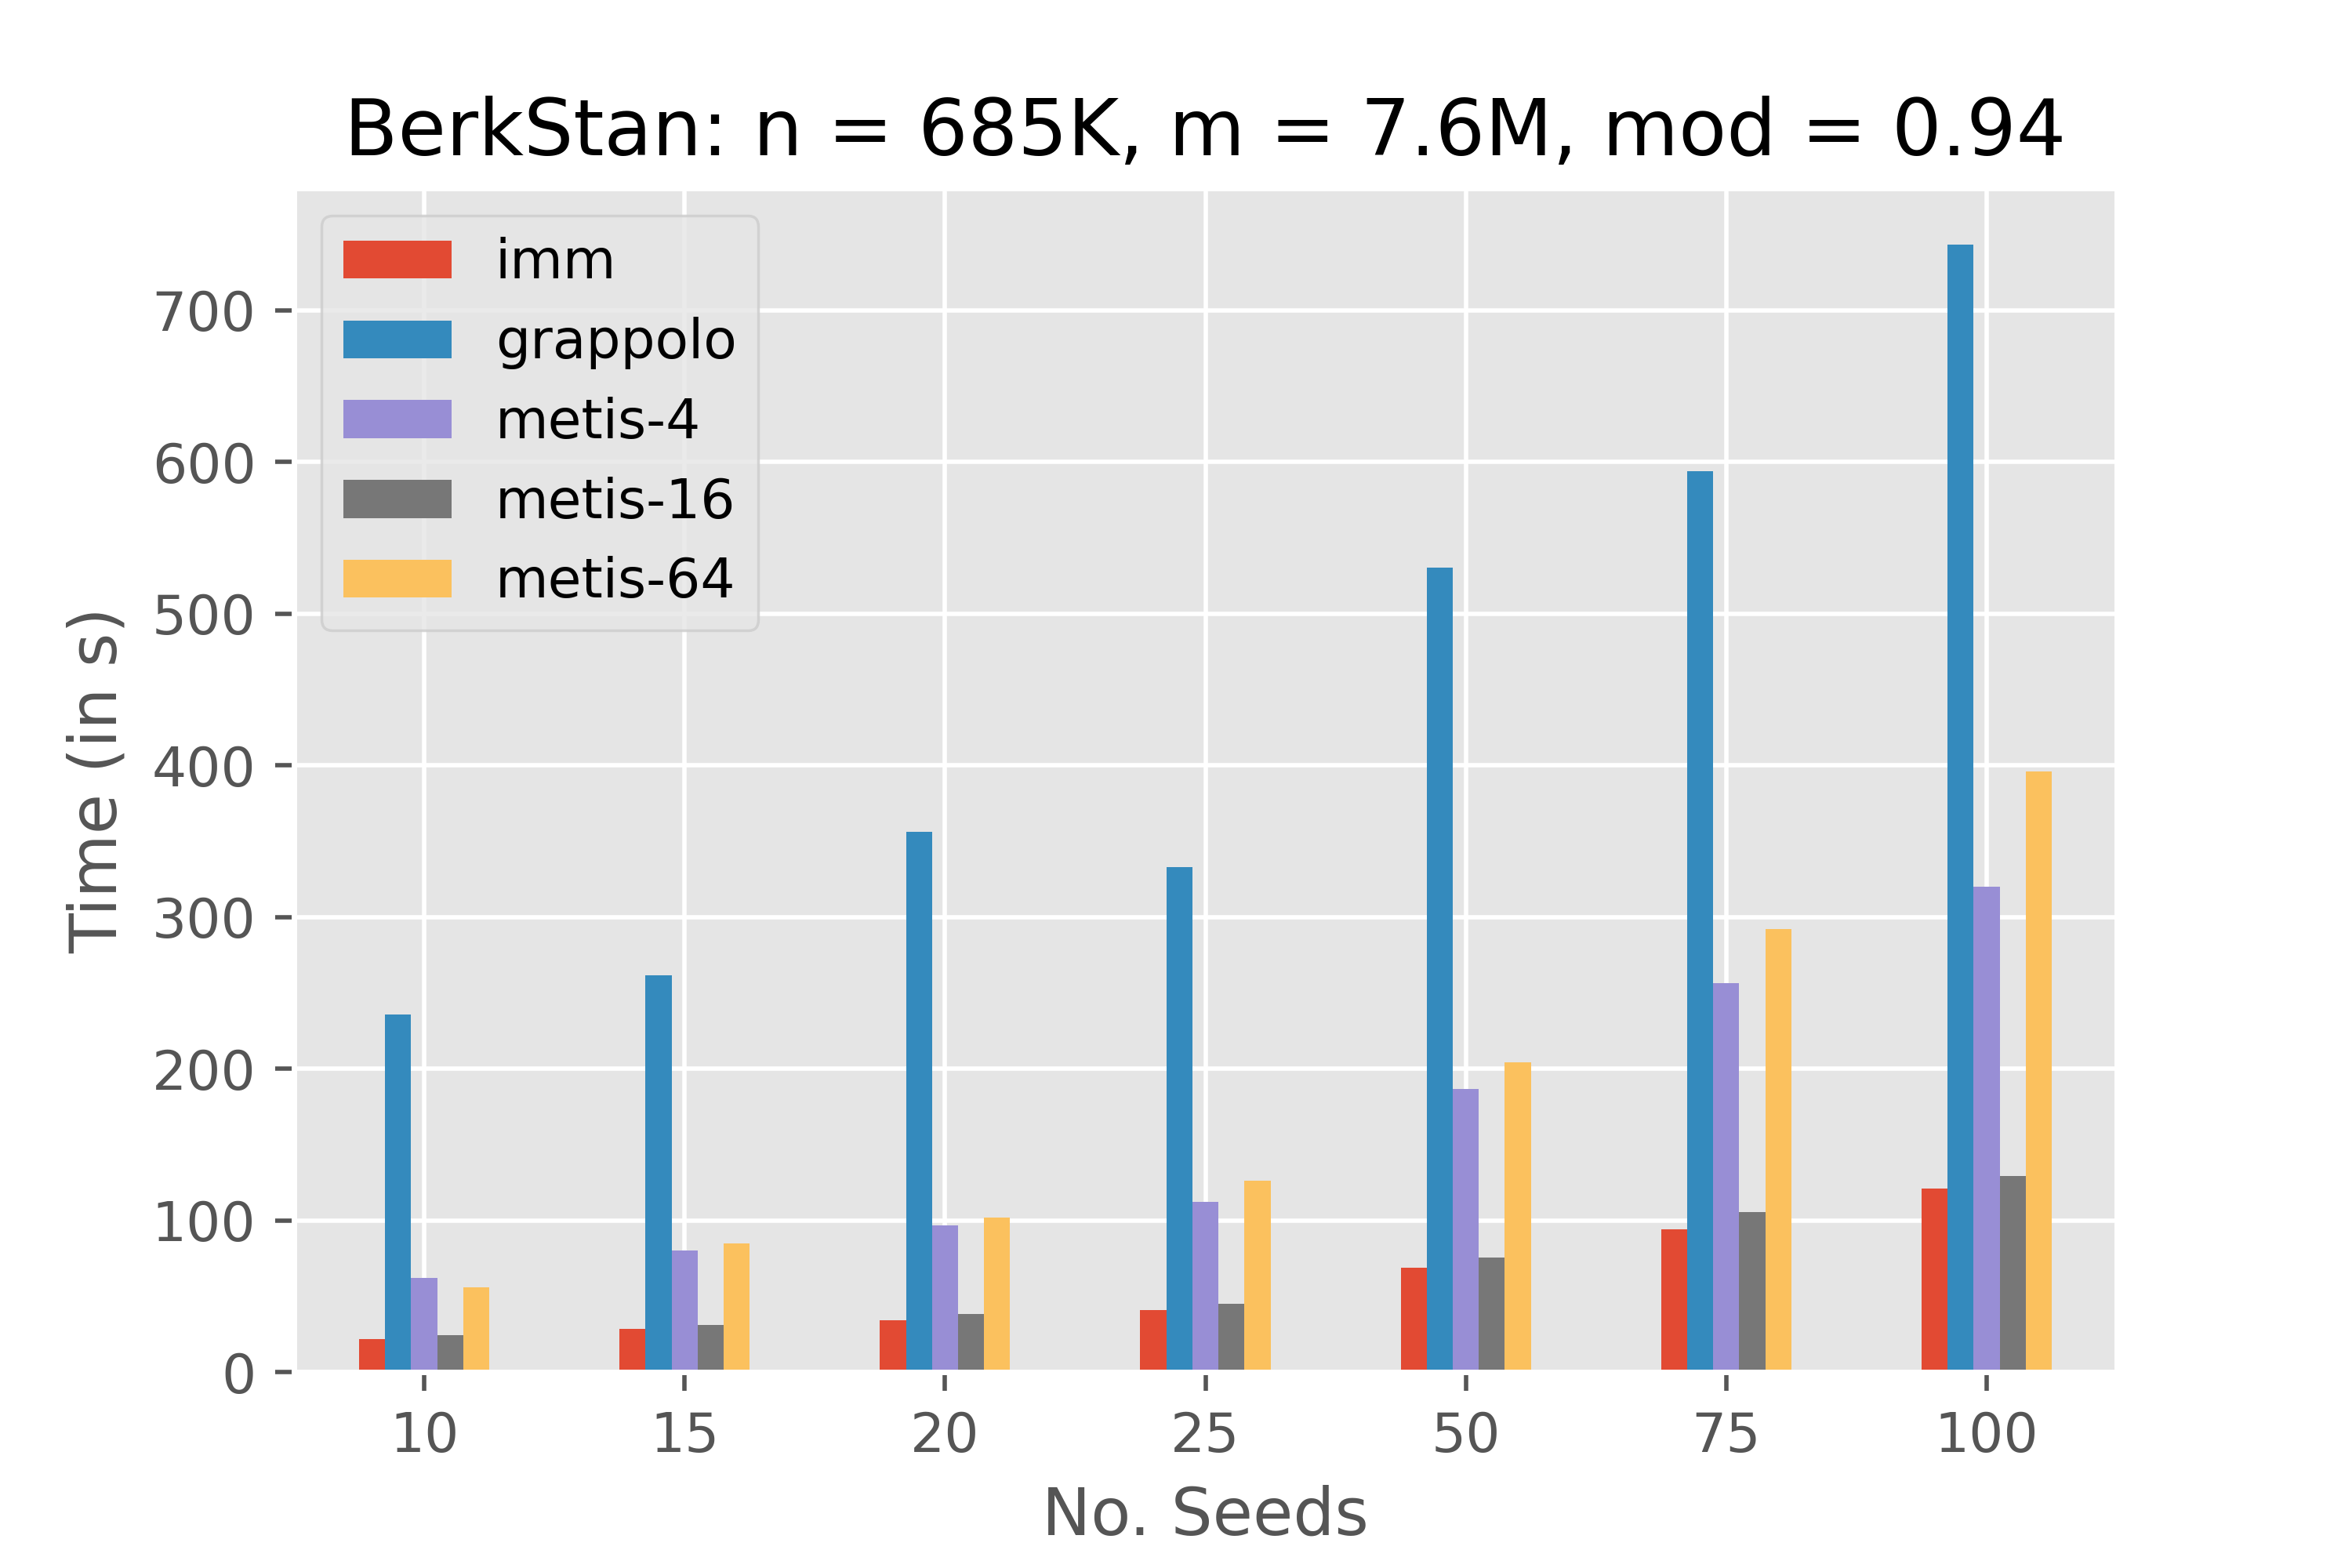 BerkStan: n = 685K, m = 7.6M, mod = 0.94
imm
grappolo
metis-4
metis-16
metis-64
Time (in s)
700
600
500
400
300
200
100
0
10 15 20 25 50 75 100
No. Seeds